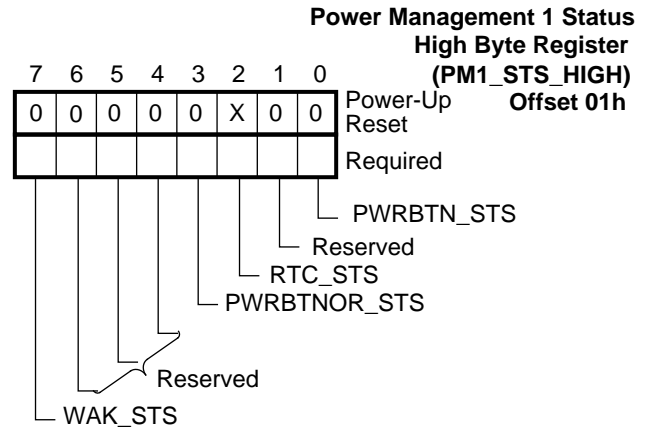 Power Management 1 Status
High Byte Register
(PM1_STS_HIGH)
Offset 01h
7 6 5 4 3 2 1 0
0 0 0 0 0 X 0 0 Power-Up
Reset
Required
PWRBTN_STS
Reserved
RTC_STS
PWRBTNOR_STS
Reserved
WAK_STS